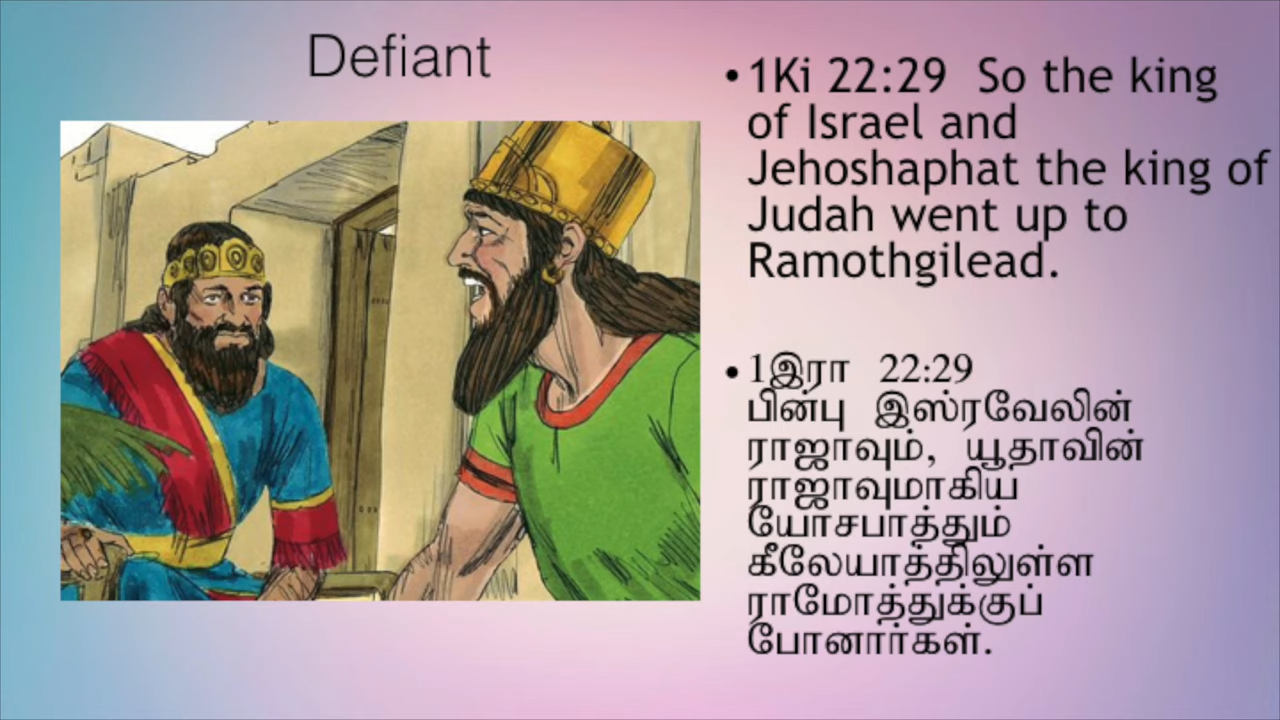 Defiant
• 1Ki 22:29 So the king
of Israel and
Jehoshaphat the king of
Judah went up to
Ramothgilead.
• 1இரா 22:29
பின்பு இஸ்ரவேலின்
ராஜாவும், யூதாவின்
ராஜாவுமாகிய
யோசபாத்தும்
கீலேயாத்திலுள்ள
ராமோத்துக்குப்
போனார்கள்.